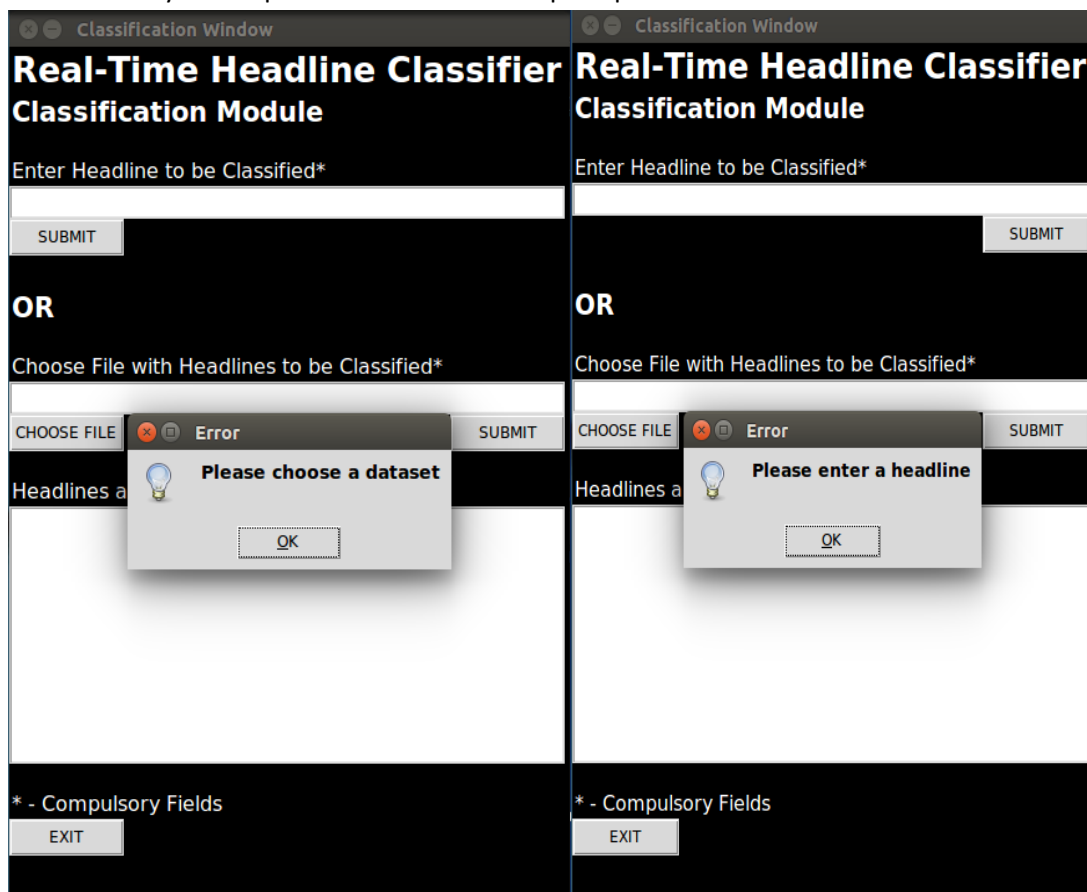 Classification Window
Real-Time Headline Classifier
Classification Module
Enter Headline to be Classified*
SUBMIT
OR
Choose File with Headlines to be Classified*
CHOOSE FILE
SUBMIT
Error
Please choose a dataset
OK
Headlines a
* - Compulsory Fields
EXIT
Classification Window
Real-Time Headline Classifier
Classification Module
Enter Headline to be Classified*
SUBMIT
OR
Choose File with Headlines to be Classified*
CHOOSE FILE
SUBMIT
Error
Please enter a headline
OK
Headlines a
* - Compulsory Fields
EXIT